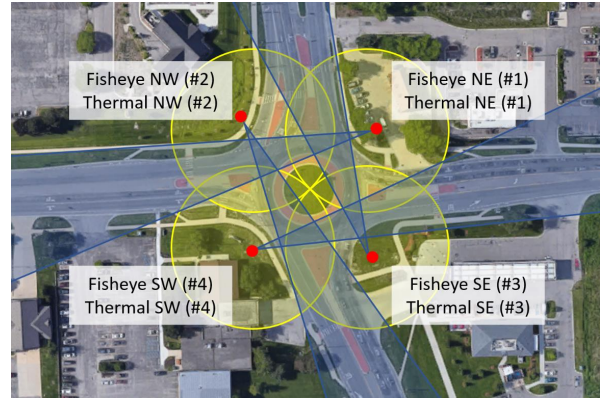 Fisheye NW (#2)
Thermal NW (#2)
Fisheye NE (#1)
Thermal NE (#1)
Fisheye SW (#4)
Thermal SW (#4)
Fisheye SE (#3)
Thermal SE (#3)